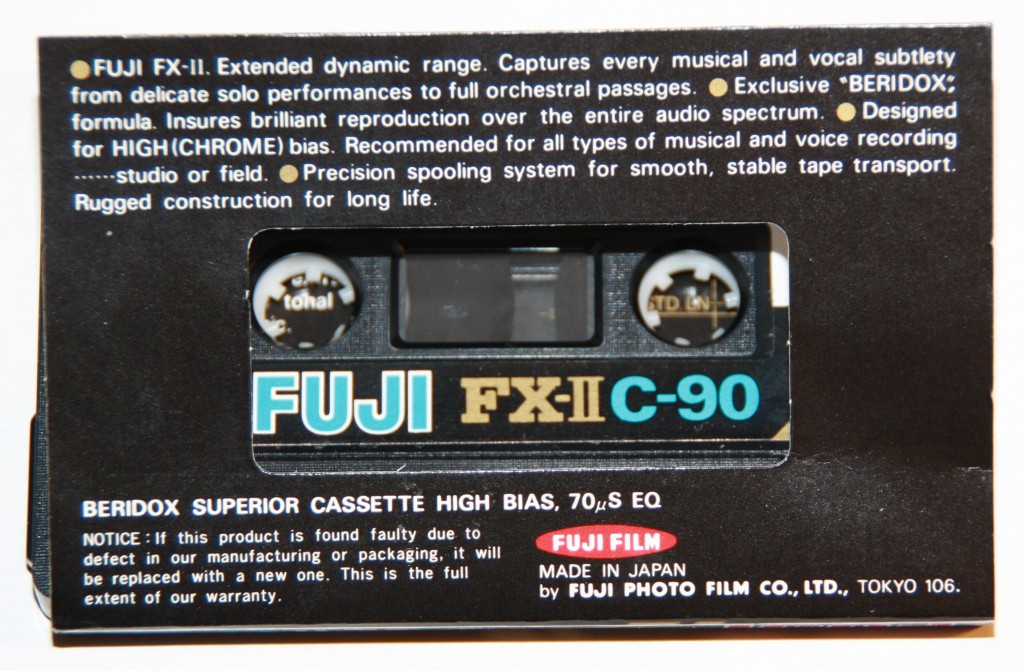 ●FUJI FX-II. Extended dynamic range. Captures every musical and vocal subtlety
from delicate solo performances to full orchestral passages. ●Exclusive "BERIDOX",
formula. Insures brilliant reproduction over the entire audio spectrum. ●Designed
for HIGH (CHROME) bias. Recommended for all types of musical and voice recording
······studio or field. ●Precision spooling system for smooth, stable tape transport.
Rugged construction for long life.
tonal
STD LN
FUJI FX-II C-90
BERIDOX SUPERIOR CASSETTE HIGH BIAS, 70μS EQ
NOTICE: If this product is found faulty due to
defect in our manufacturing or packaging, it will
be replaced with a new one. This is the full
extent of our warranty.
FUJI FILM
MADE IN JAPAN
by FUJI PHOTO FILM CO., LTD., TOKYO 106.